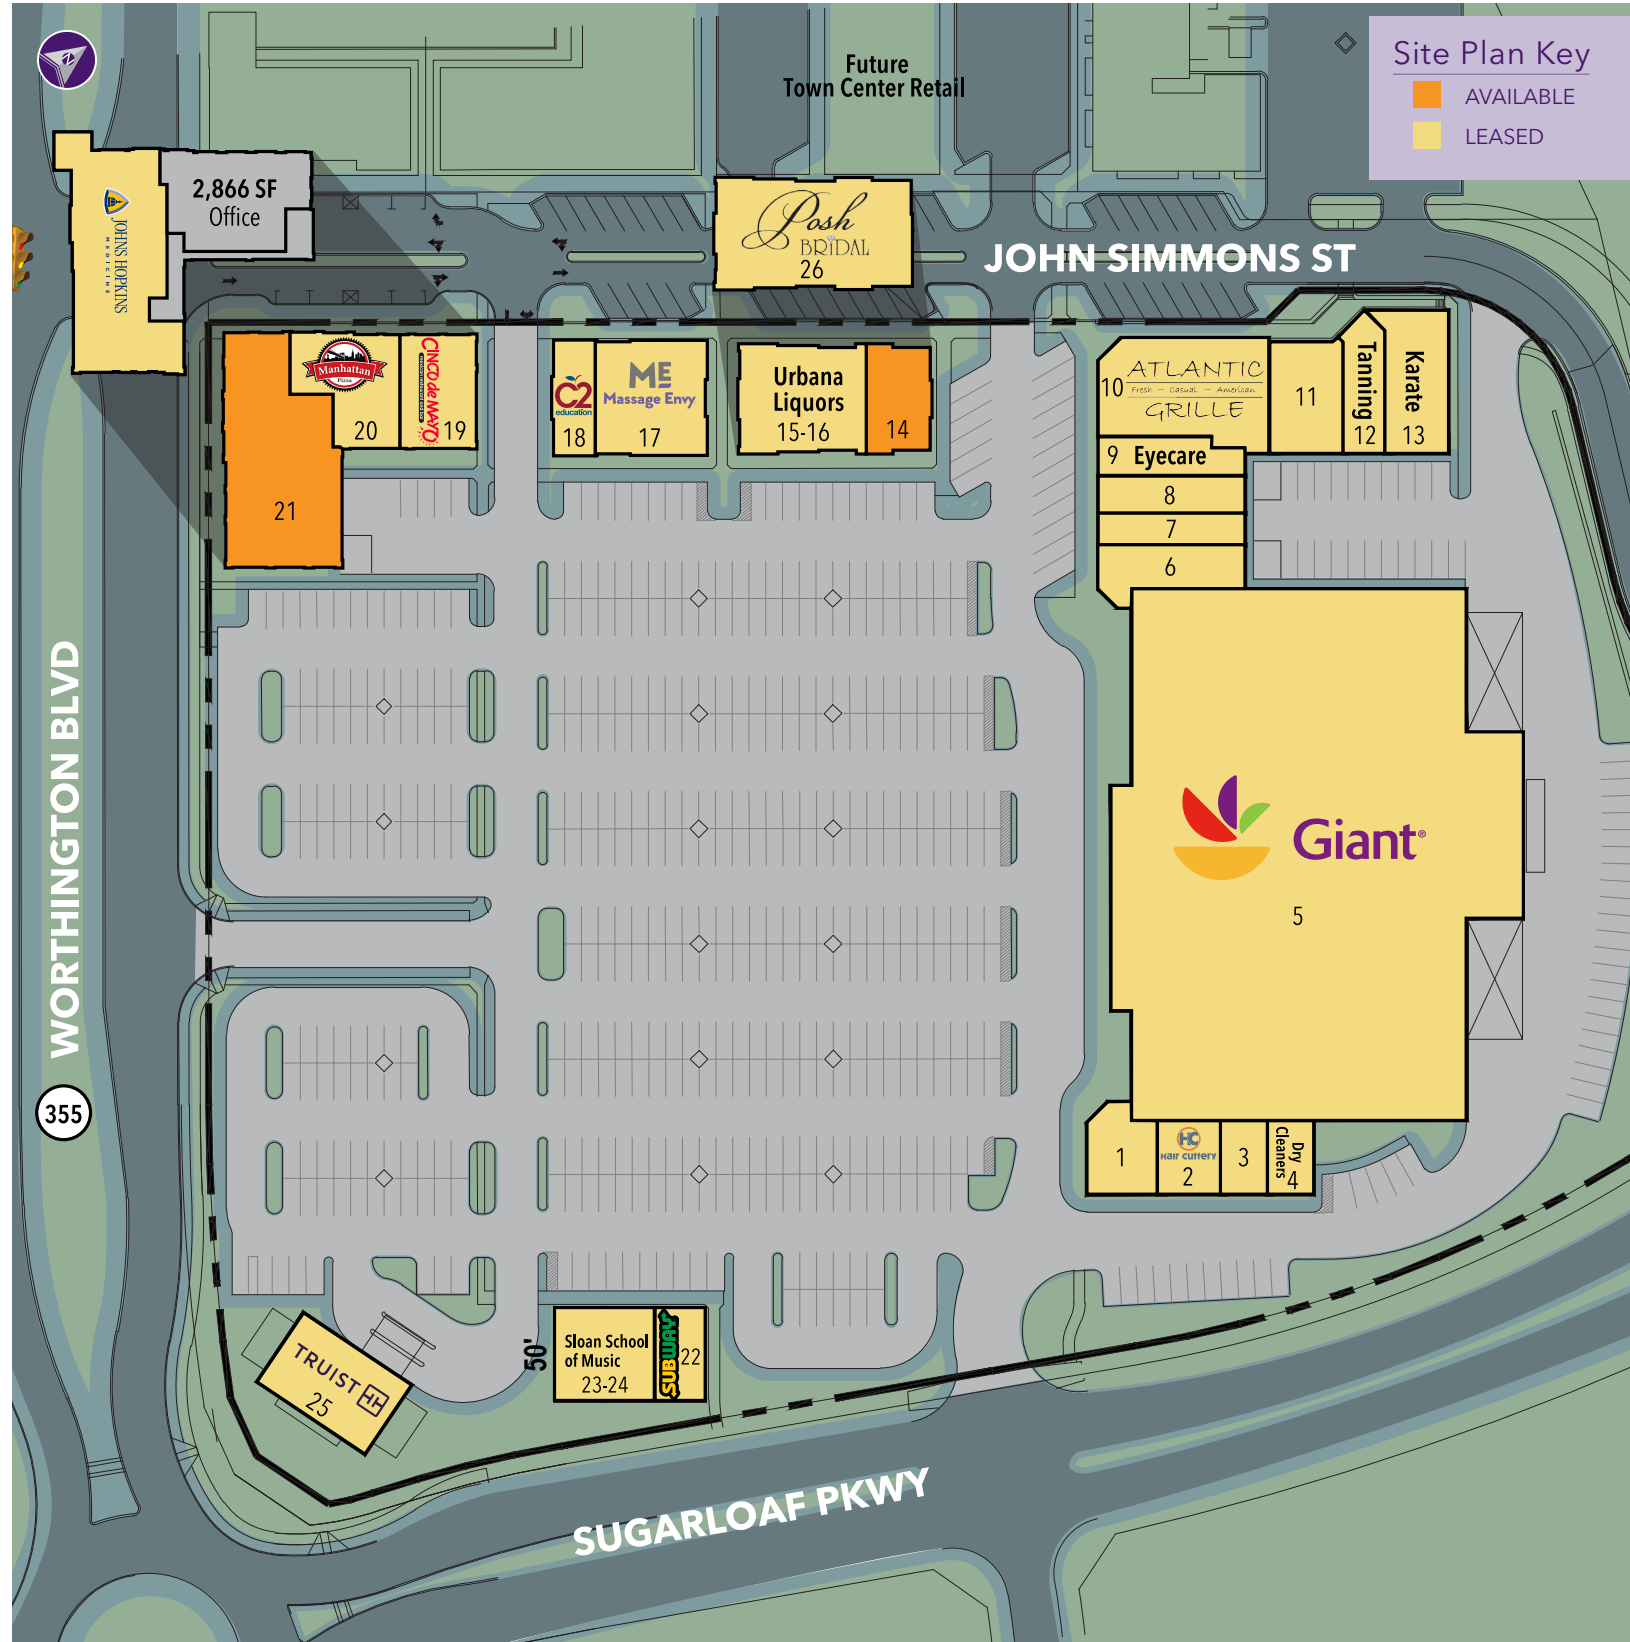 Site Plan Key
AVAILABLE
LEASED
Future
Town Center Retail
2,866 SF
Office
JOHNS HOPKINS
MEDICINE
Posh
BRIDAL
26
JOHN SIMMONS ST
Manhattan
Pizza
20
CINCO de MAYO
19
21
C2
education
18
ME
Massage Envy
17
Urbana
Liquors
15-16
14
10
ATLANTIC
Fresh – Casual – American
GRILLE
11
Tanning
12
Karate
13
9 Eyecare
8
7
6
Giant®
5
WORTHINGTON BLVD
355
1
HC
Hair Cuttery
2
3
Dry
Cleaners
4
TRUIST
25
50'
Sloan School
of Music
23-24
SUBWAY
22
SUGARLOAF PKWY